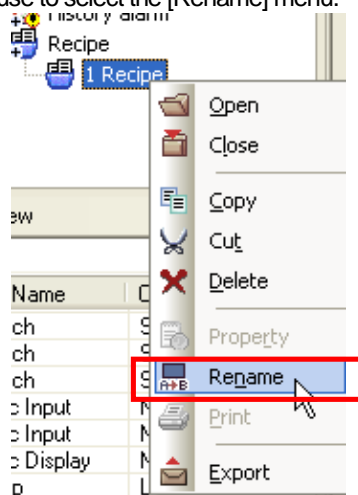 use to select the [Rename] menu.
History alarm
Recipe
1 Recipe
Open
Close
Copy
Cut
Delete
Property
Rename
Print
Export
ew
Name
ch
ch
ch
c Input
c Input
c Display